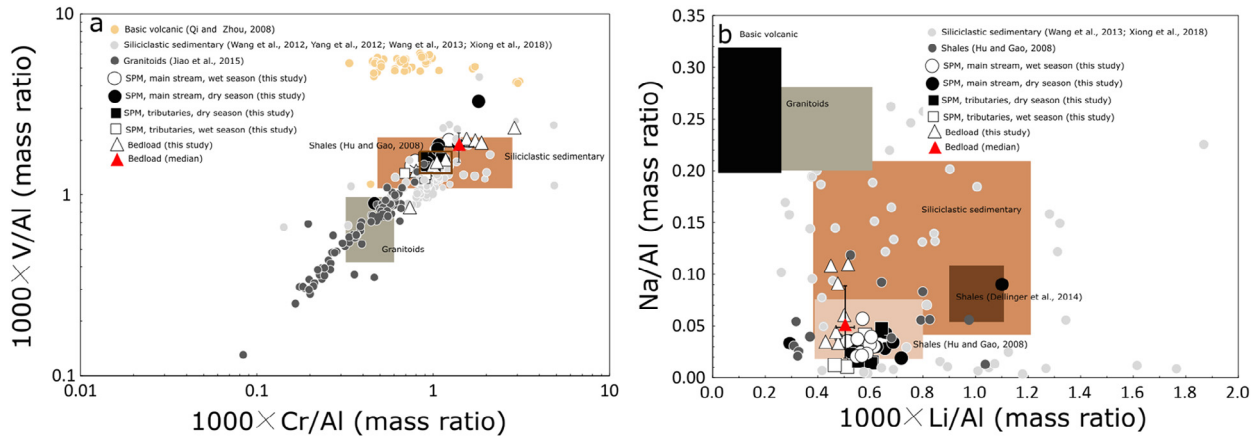 a
10
1
0.1
1000×V/Al (mass ratio)
Basic volcanic (Qi and Zhou, 2008)
Siliciclastic sedimentary (Wang et al., 2012, Yang et al., 2012; Wang et al., 2013; Xiong et al., 2018))
Granitoids (Jiao et al., 2015)
SPM, main stream, wet season (this study)
SPM, main stream, dry season (this study)
SPM, tributaries, dry season (this study)
SPM, tributaries, wet season (this study)
Bedload (this study)
Bedload (median)
Shales (Hu and Gao, 2008)
Siliciclastic sedimentary
Granitoids
0.01
0.1
1
10
1000×Cr/Al (mass ratio)
b
0.35
0.30
0.25
0.20
0.15
0.10
0.05
0.00
Na/Al (mass ratio)
Basic volcanic
Granitoids
Siliciclastic sedimentary (Wang et al., 2013; Xiong et al., 2018)
Shales (Hu and Gao, 2008)
SPM, main stream, wet season (this study)
SPM, main stream, dry season (this study)
SPM, tributaries, dry season (this study)
SPM, tributaries, wet season (this study)
Bedload (this study)
Bedload (median)
Siliciclastic sedimentary
Shales (Dellinger et al., 2014)
Shales (Hu and Gao, 2008)
0.0
0.2
0.4
0.6
0.8
1.0
1.2
1.4
1.6
1.8
2.0
1000×Li/Al (mass ratio)